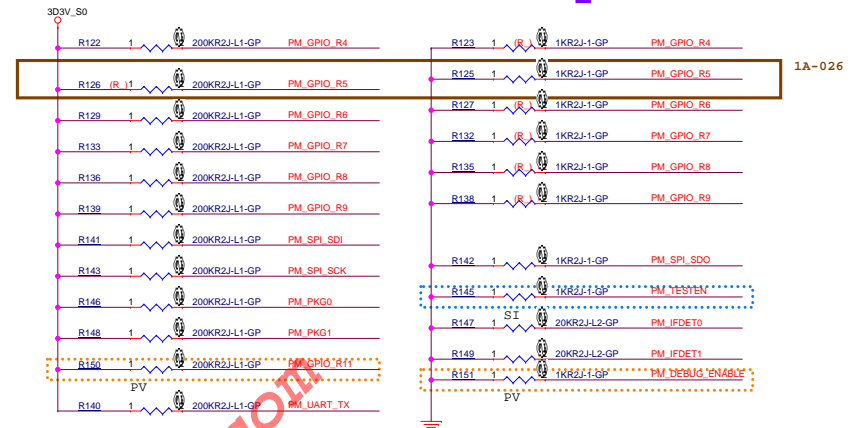 3D3V_S0
R122 1 200KR2J-L1-GP PM_GPIO_R4
R126 (R_) 1 200KR2J-L1-GP PM_GPIO_R5
R129 1 200KR2J-L1-GP PM_GPIO_R6
R133 1 200KR2J-L1-GP PM_GPIO_R7
R136 1 200KR2J-L1-GP PM_GPIO_R8
R139 1 200KR2J-L1-GP PM_GPIO_R9
R141 1 200KR2J-L1-GP PM_SPI_SDI
R143 1 200KR2J-L1-GP PM_SPI_SCK
R146 1 200KR2J-L1-GP PM_PKG0
R148 1 200KR2J-L1-GP PM_PKG1
R150 1 200KR2J-L1-GP PM_GPIO_R11
PV
R140 1 200KR2J-L1-GP PM_UART_TX
R123 1 (R_) 1KR2J-1-GP PM_GPIO_R4
R125 1 1KR2J-1-GP PM_GPIO_R5
1A-026
R127 1 (R_) 1KR2J-1-GP PM_GPIO_R6
R132 1 (R_) 1KR2J-1-GP PM_GPIO_R7
R135 1 (R_) 1KR2J-1-GP PM_GPIO_R8
R138 1 (R_) 1KR2J-1-GP PM_GPIO_R9
R142 1 1KR2J-1-GP PM_SPI_SDO
R145 1 1KR2J-1-GP PM_TESTEN
SI
R147 1 20KR2J-L2-GP PM_IFDET0
R149 1 20KR2J-L2-GP PM_IFDET1
R151 1 1KR2J-1-GP PM_DEBUG_ENABLE
PV
.com